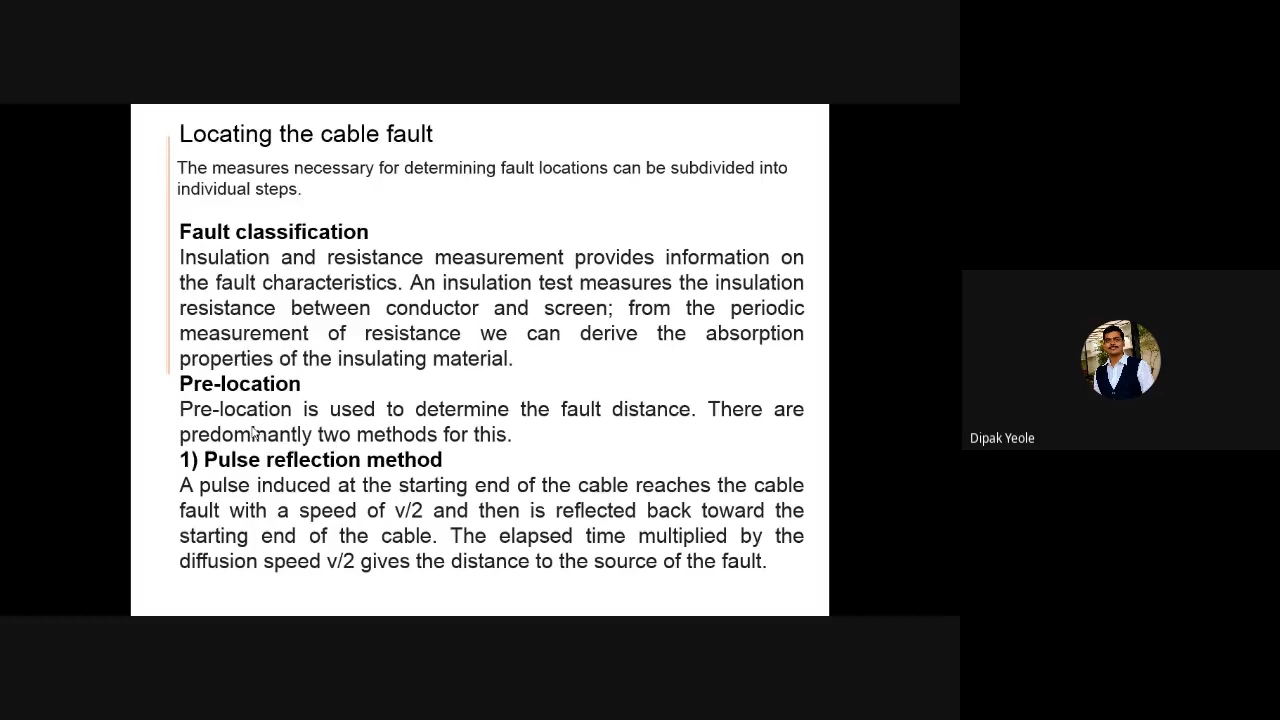 Locating the cable fault
The measures necessary for determining fault locations can be subdivided into
individual steps.
Fault classification
Insulation and resistance measurement provides information on
the fault characteristics. An insulation test measures the insulation
resistance between conductor and screen; from the periodic
measurement of resistance we can derive the absorption
properties of the insulating material.
Pre-location
Pre-location is used to determine the fault distance. There are
predominantly two methods for this.
1) Pulse reflection method
A pulse induced at the starting end of the cable reaches the cable
fault with a speed of v/2 and then is reflected back toward the
starting end of the cable. The elapsed time multiplied by the
diffusion speed v/2 gives the distance to the source of the fault.
Dipak Yeole